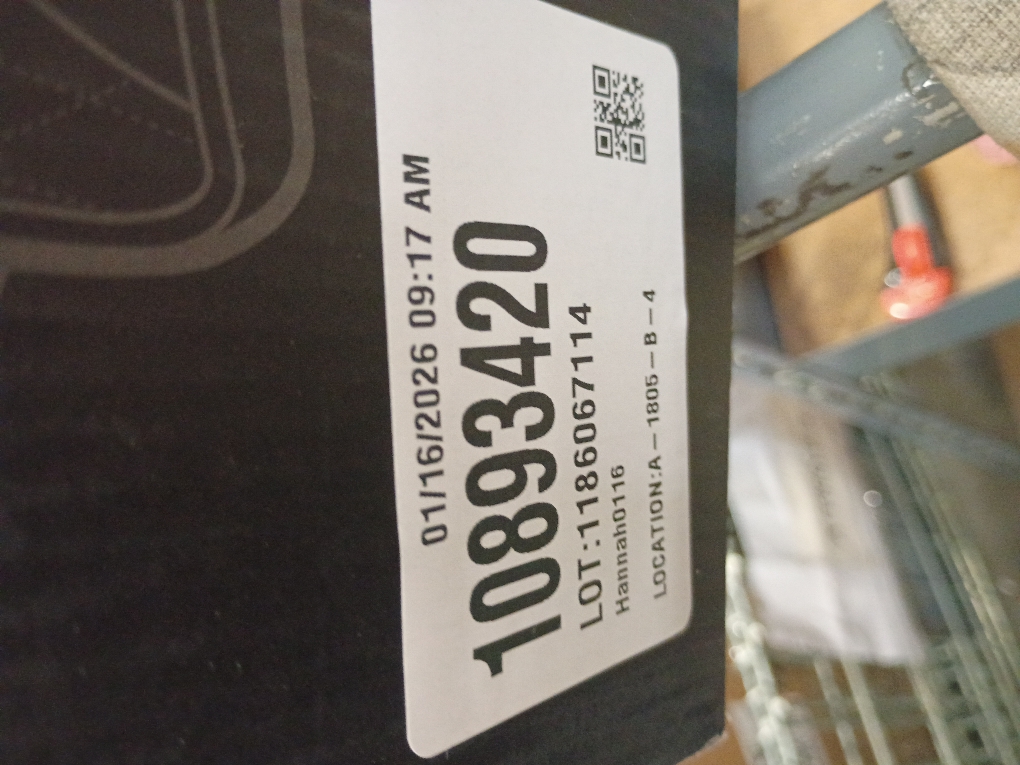 01/16/2026 09:17 AM
10893420
LOT:1186067114
Hannah0116
LOCATION:A – 1805 – B – 4